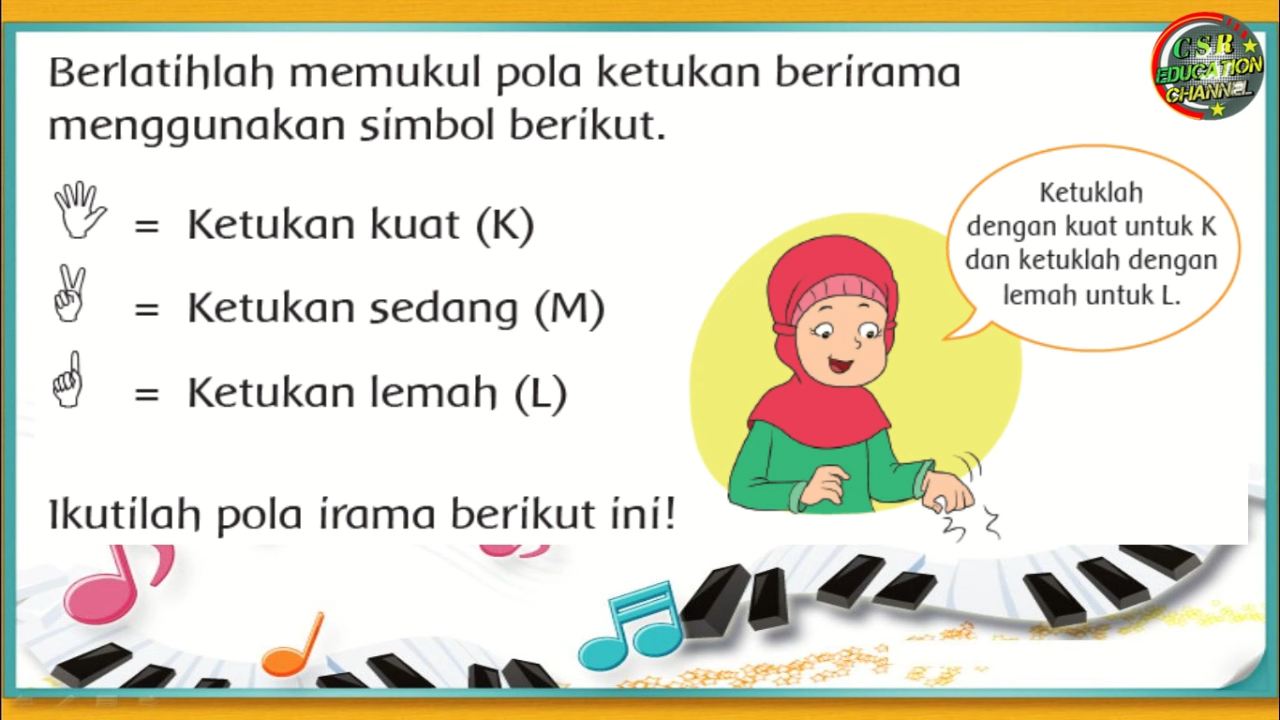 Berlatihlah memukul pola ketukan berirama
menggunakan simbol berikut.
= Ketukan kuat (K)
= Ketukan sedang (M)
= Ketukan lemah (L)
Ikutilah pola irama berikut ini!
Ketuklah
dengan kuat untuk K
dan ketuklah dengan
lemah untuk L.
CSR
EDUCATION
CHANNEL